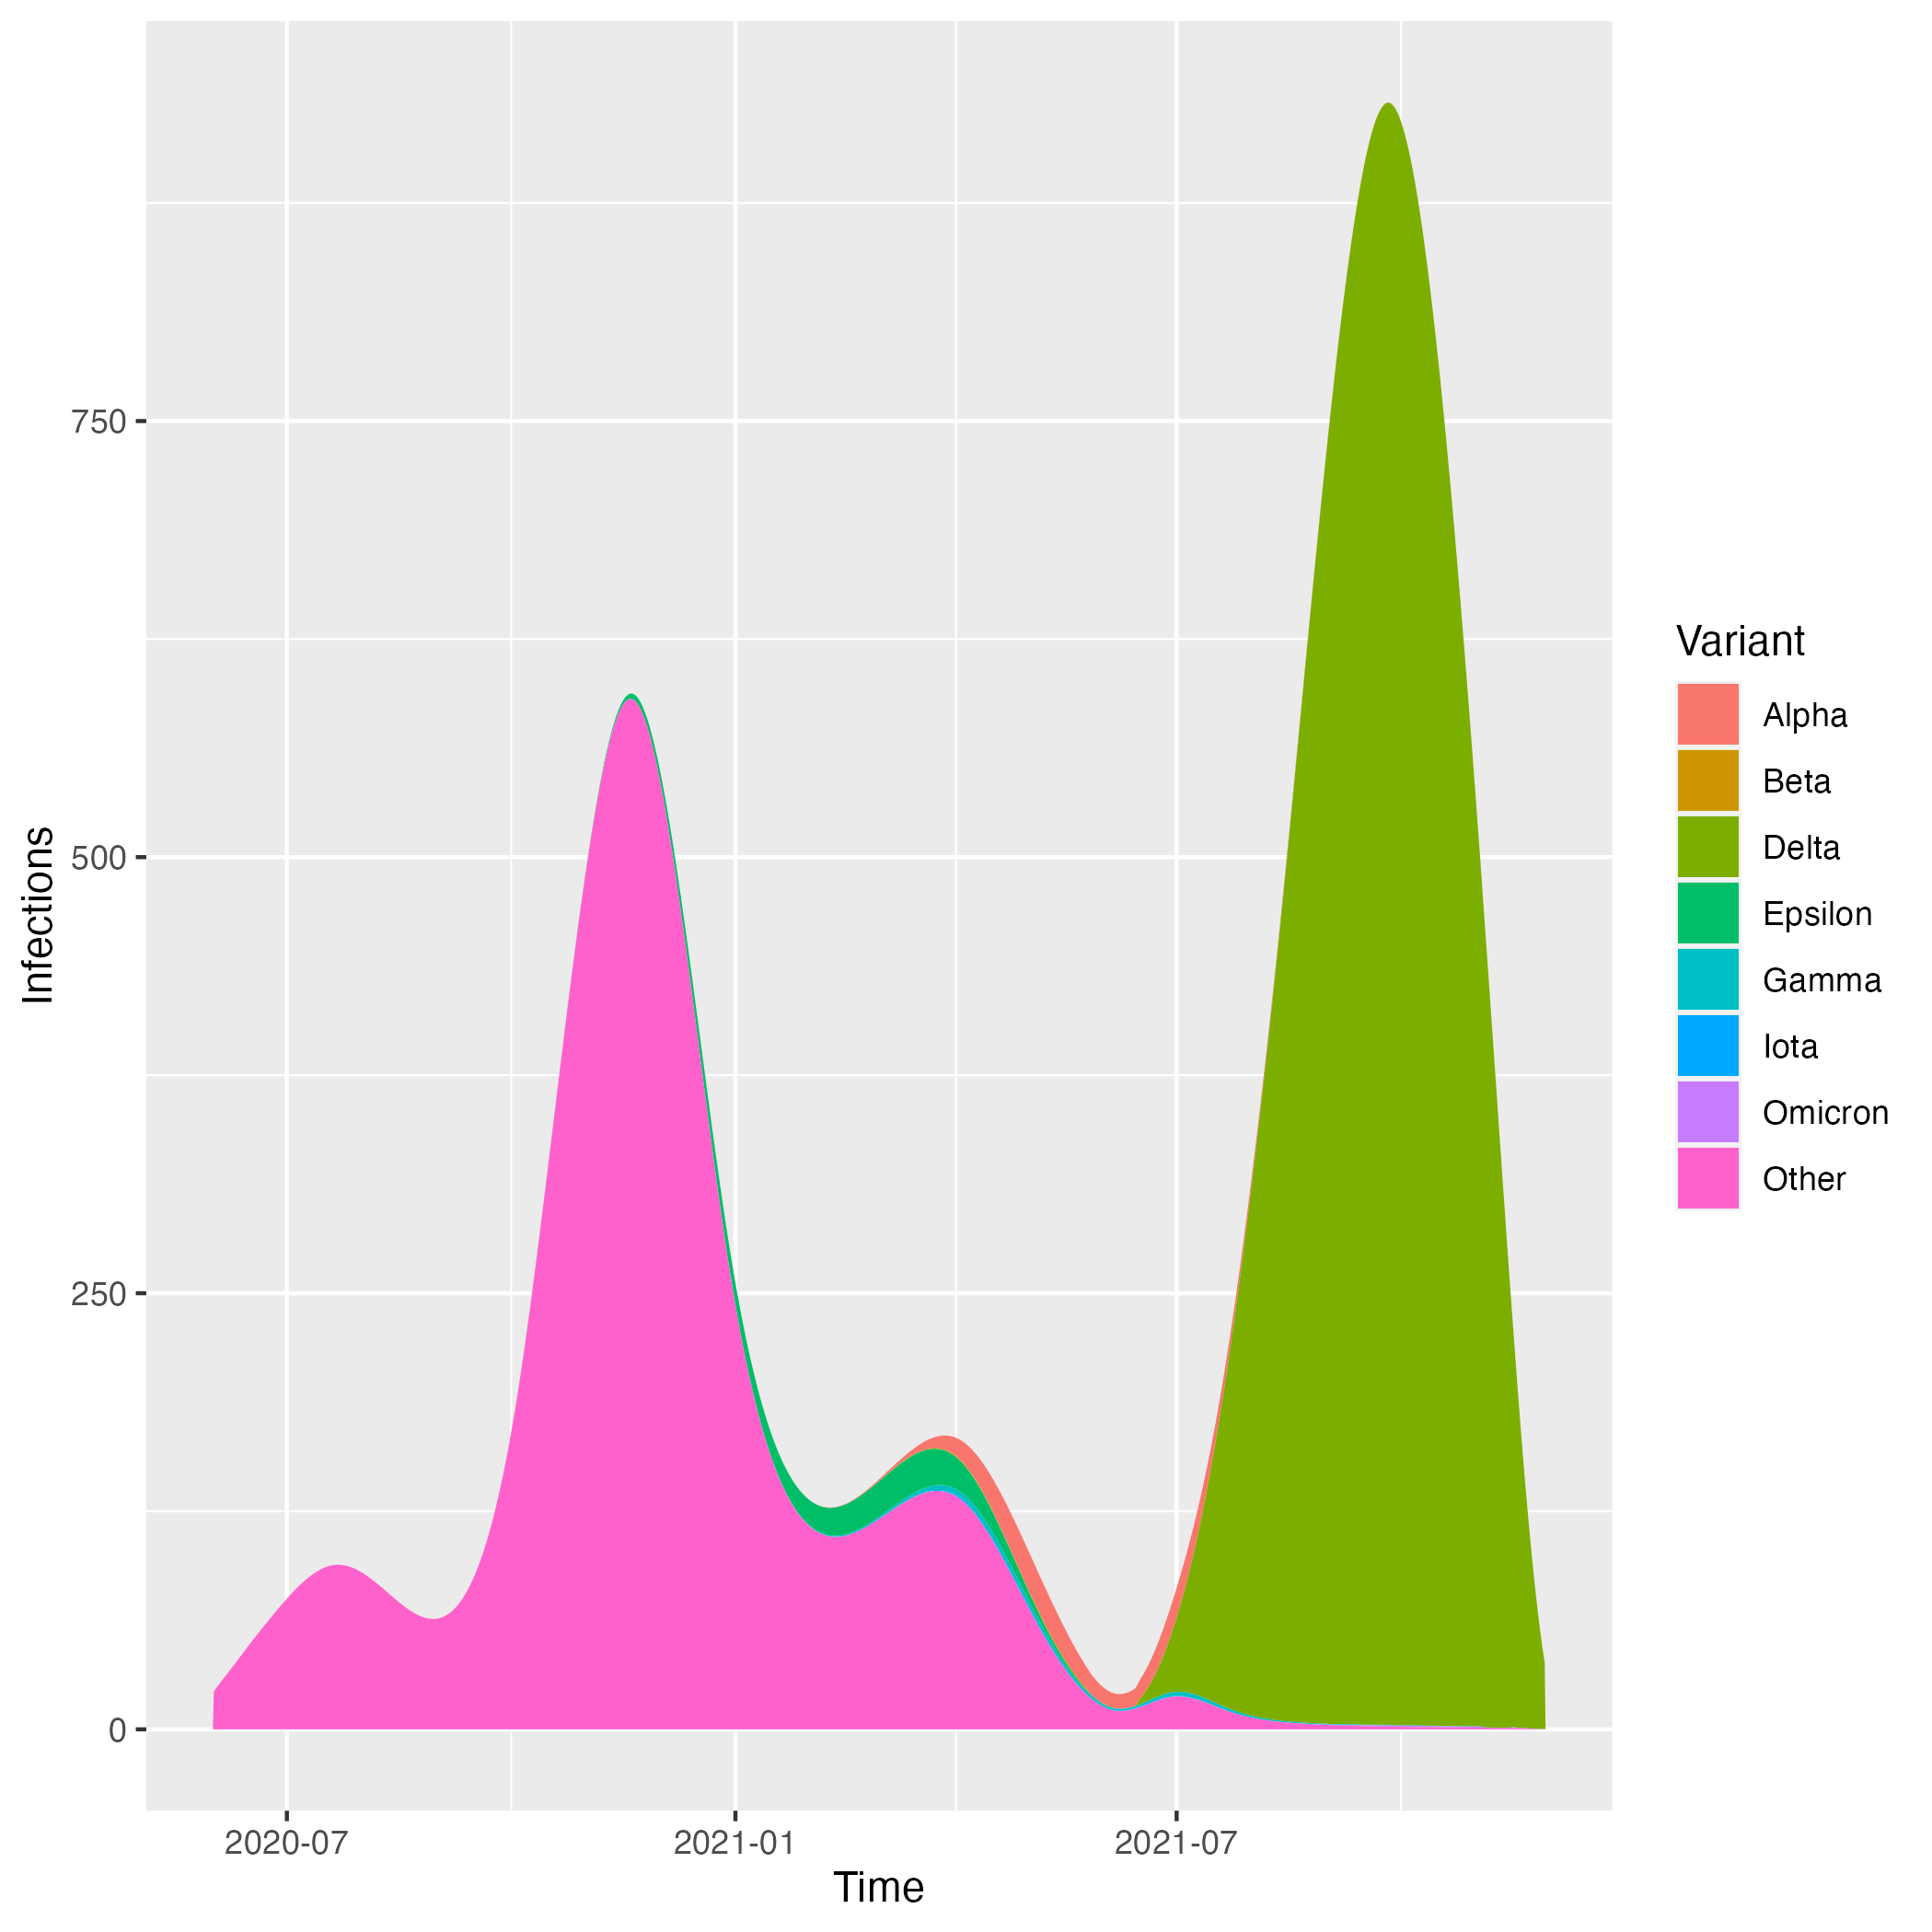 Infections
750
500
250
0
2020-07
2021-01
2021-07
Time
Variant
Alpha
Beta
Delta
Epsilon
Gamma
Iota
Omicron
Other